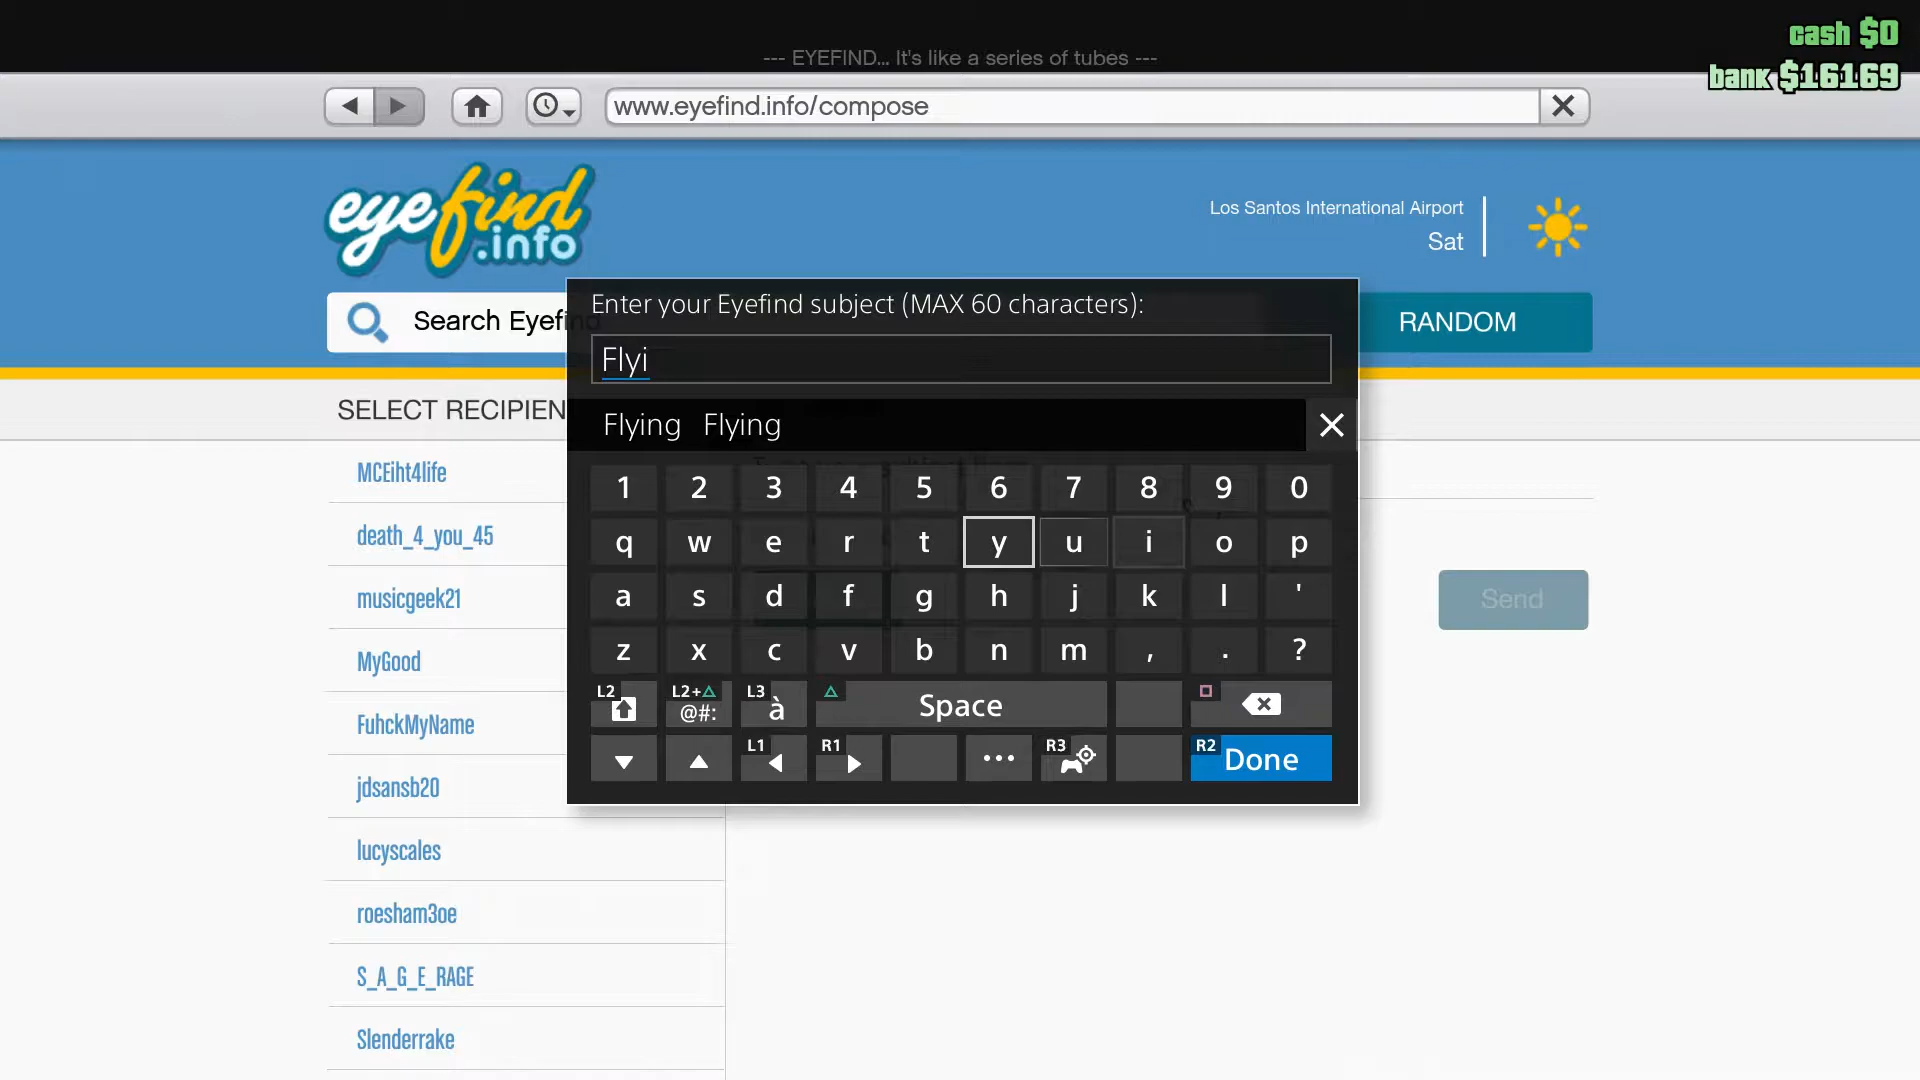 cash $0
--- EYEFIND... It's like a series of tubes ---
bank $16169
www.eyefind.info/compose
eyefind
.info
Los Santos International Airport
Sat
Search Eyefind
RANDOM
Enter your Eyefind subject (MAX 60 characters):
Flyi
SELECT RECIPIEN
Flying Flying
MCEiht4life
death_4_you_45
musicgeek21
MyGood
FuhckMyName
jdsansb20
lucyscales
roesham3oe
S_A_G_E_RAGE
Slenderrake
1 2 3 4 5 6 7 8 9 0
q w e r t y u i o p
a s d f g h j k l '
z x c v b n m , . ?
L2 L2+△ @#: L3 à △ Space
L1 R1 ... R3 R2 Done
Send